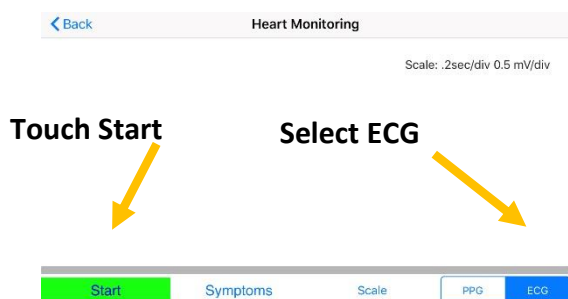 Back Heart Monitoring
Scale: .2sec/div 0.5 mV/div
Touch Start Select ECG
Start Symptoms Scale PPG ECG